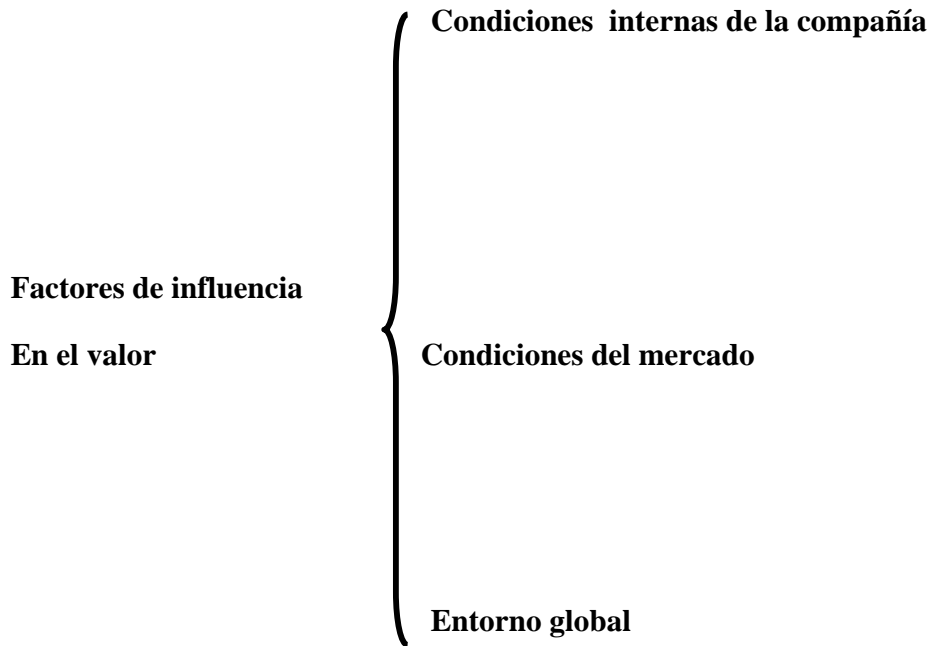 Condiciones internas de la compañía
Factores de influencia
En el valor
Condiciones del mercado
Entorno global